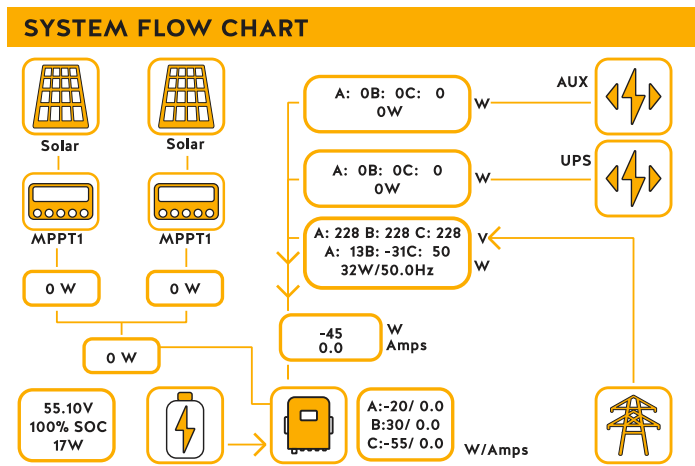 SYSTEM FLOW CHART
Solar
Solar
MPPT1
MPPT1
0 W
0 W
0 W
A: 0B: 0C: 0
0W
W
AUX
A: 0B: 0C: 0
0W
W
UPS
A: 228 B: 228 C: 228
V
A: 13B: -31C: 50
W
32W/50.0Hz
-45
W
0.0
Amps
55.10V
100% SOC
17W
A:-20/ 0.0
B:30/ 0.0
C:-55/ 0.0
W/Amps